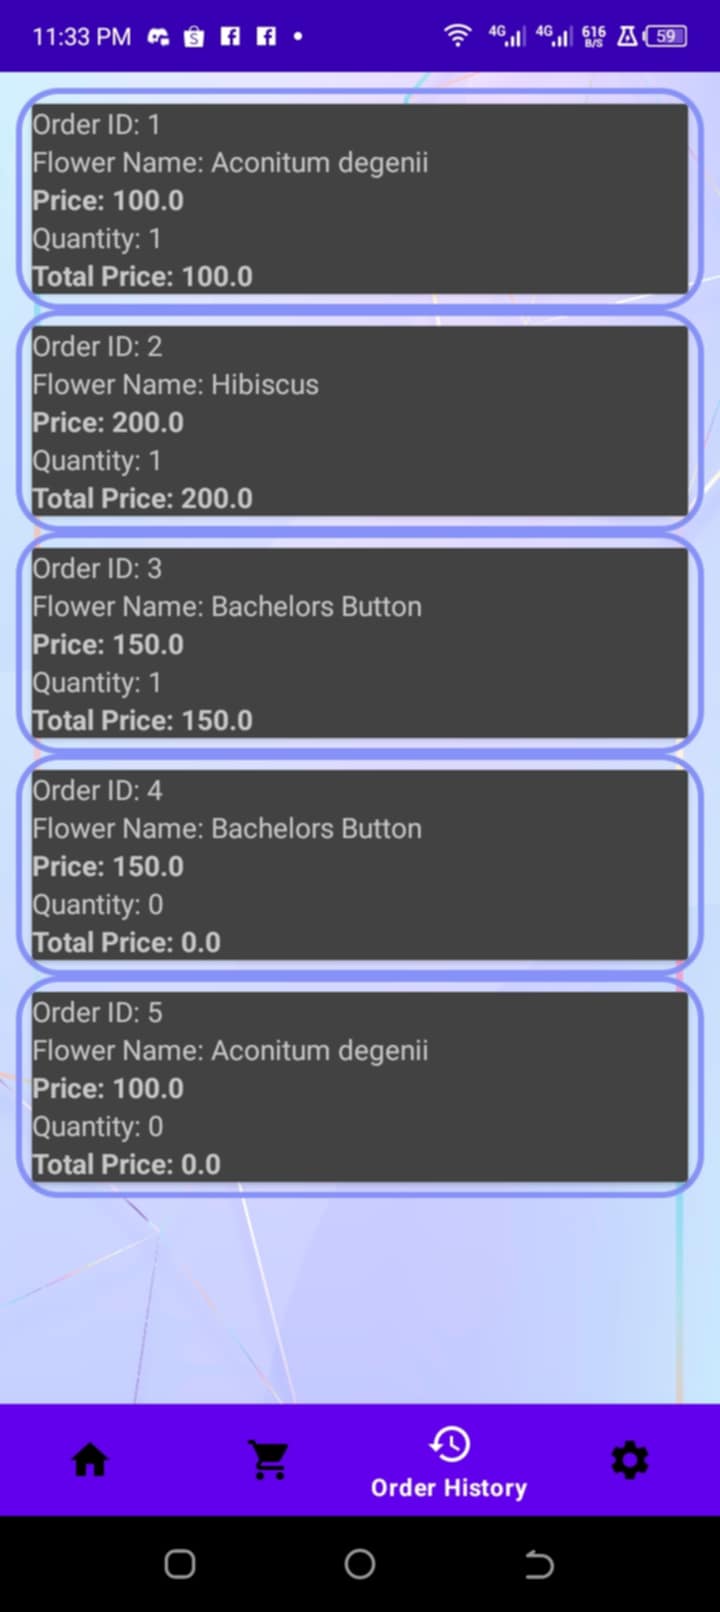 11:33 PM
4G 4G 616 B/S 59
Order ID: 1
Flower Name: Aconitum degenii
Price: 100.0
Quantity: 1
Total Price: 100.0
Order ID: 2
Flower Name: Hibiscus
Price: 200.0
Quantity: 1
Total Price: 200.0
Order ID: 3
Flower Name: Bachelors Button
Price: 150.0
Quantity: 1
Total Price: 150.0
Order ID: 4
Flower Name: Bachelors Button
Price: 150.0
Quantity: 0
Total Price: 0.0
Order ID: 5
Flower Name: Aconitum degenii
Price: 100.0
Quantity: 0
Total Price: 0.0
Order History